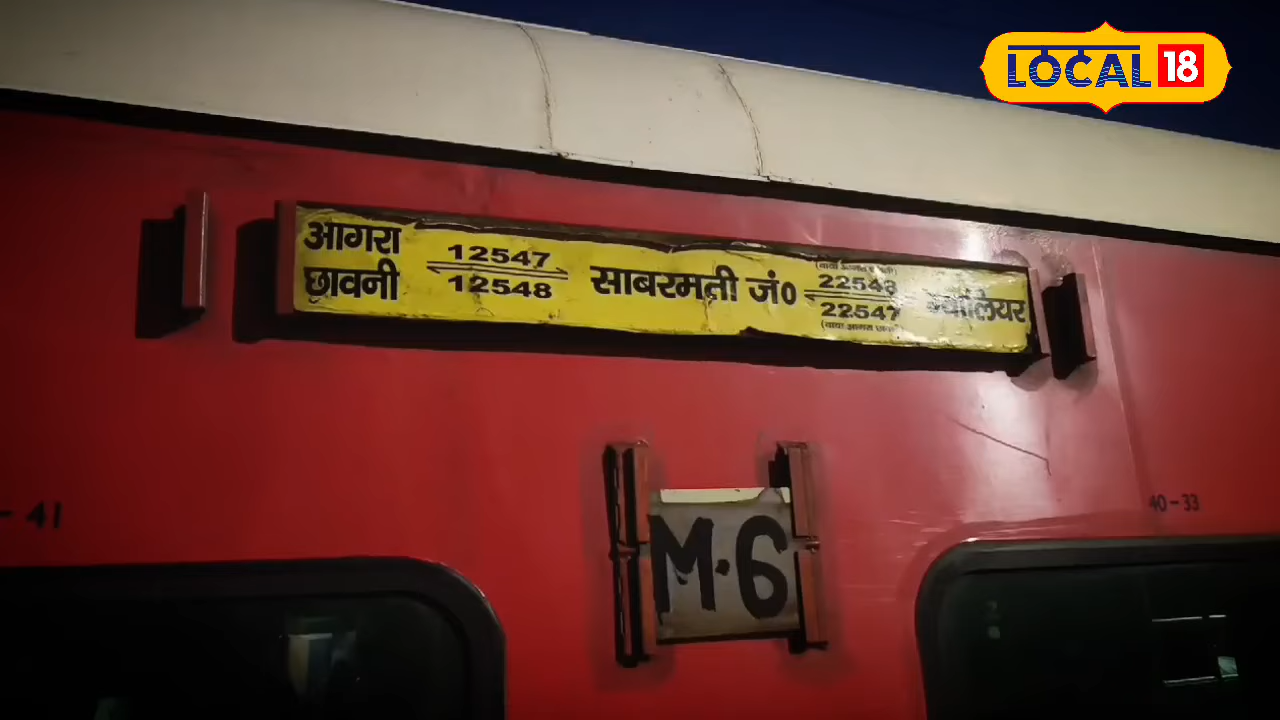 LOCAL 18
आगरा
छावनी
12547
12548
साबरमती जं०
22548
22547
ग्वालियर
M-6
- 41
40-33